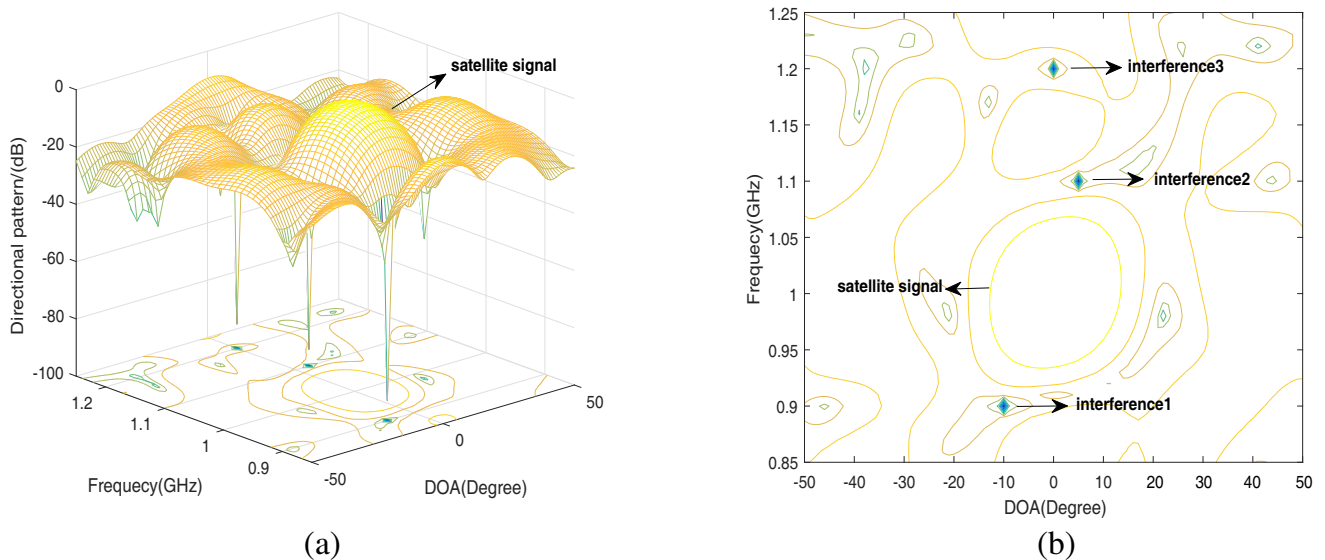 satellite signal
0
-20
-40
-60
-80
-100
Directional pattern/(dB)
1.2
1.1
1
0.9
Frequecy(GHz)
-50
0
50
DOA(Degree)
(a)
1.25
1.2
1.15
1.1
1.05
1
0.95
0.9
0.85
Frequecy(GHz)
interference3
interference2
satellite signal
interference1
-50 -40 -30 -20 -10 0 10 20 30 40 50
DOA(Degree)
(b)